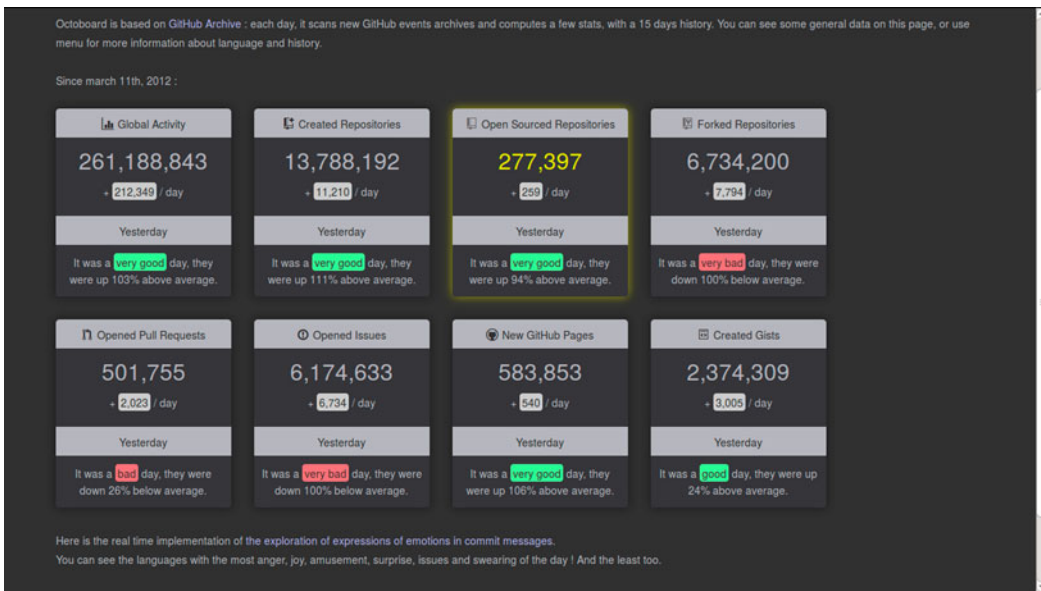 Octoboard is based on GitHub Archive : each day, it scans new GitHub events archives and computes a few stats, with a 15 days history. You can see some general data on this page, or use
menu for more information about language and history.
Since march 11th, 2012 :
Global Activity
261,188,843
+ 212,349 / day
Yesterday
It was a very good day, they
were up 103% above average.
Created Repositories
13,788,192
+ 11,210 / day
Yesterday
It was a very good day, they
were up 111% above average.
Open Sourced Repositories
277,397
+ 259 / day
Yesterday
It was a very good day, they
were up 94% above average.
Forked Repositories
6,734,200
+ 7,794 / day
Yesterday
It was a very bad day, they were
down 100% below average.
Opened Pull Requests
501,755
+ 2,023 / day
Yesterday
It was a bad day, they were
down 26% below average.
Opened Issues
6,174,633
+ 6,734 / day
Yesterday
It was a very bad day, they were
down 100% below average.
New GitHub Pages
583,853
+ 540 / day
Yesterday
It was a very good day, they
were up 106% above average.
Created Gists
2,374,309
+ 3,005 / day
Yesterday
It was a good day, they were up
24% above average.
Here is the real time implementation of the exploration of expressions of emotions in commit messages.
You can see the languages with the most anger, joy, amusement, surprise, issues and swearing of the day ! And the least too.